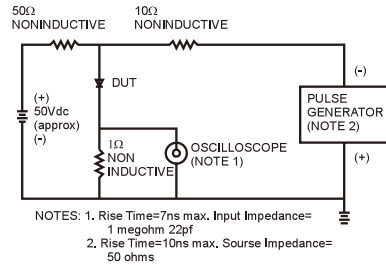 50Ω
NONINDUCTIVE
10Ω
NONINDUCTIVE
(+)
50Vdc
(approx)
(-)
DUT
1Ω
NON
INDUCTIVE
OSCILLOSCOPE
(NOTE 1)
(-)
PULSE
GENERATOR
(NOTE 2)
(+)
NOTES: 1. Rise Time=7ns max. Input Impedance=
1 megohm 22pf
2. Rise Time=10ns max. Sourse Impedance=
50 ohms